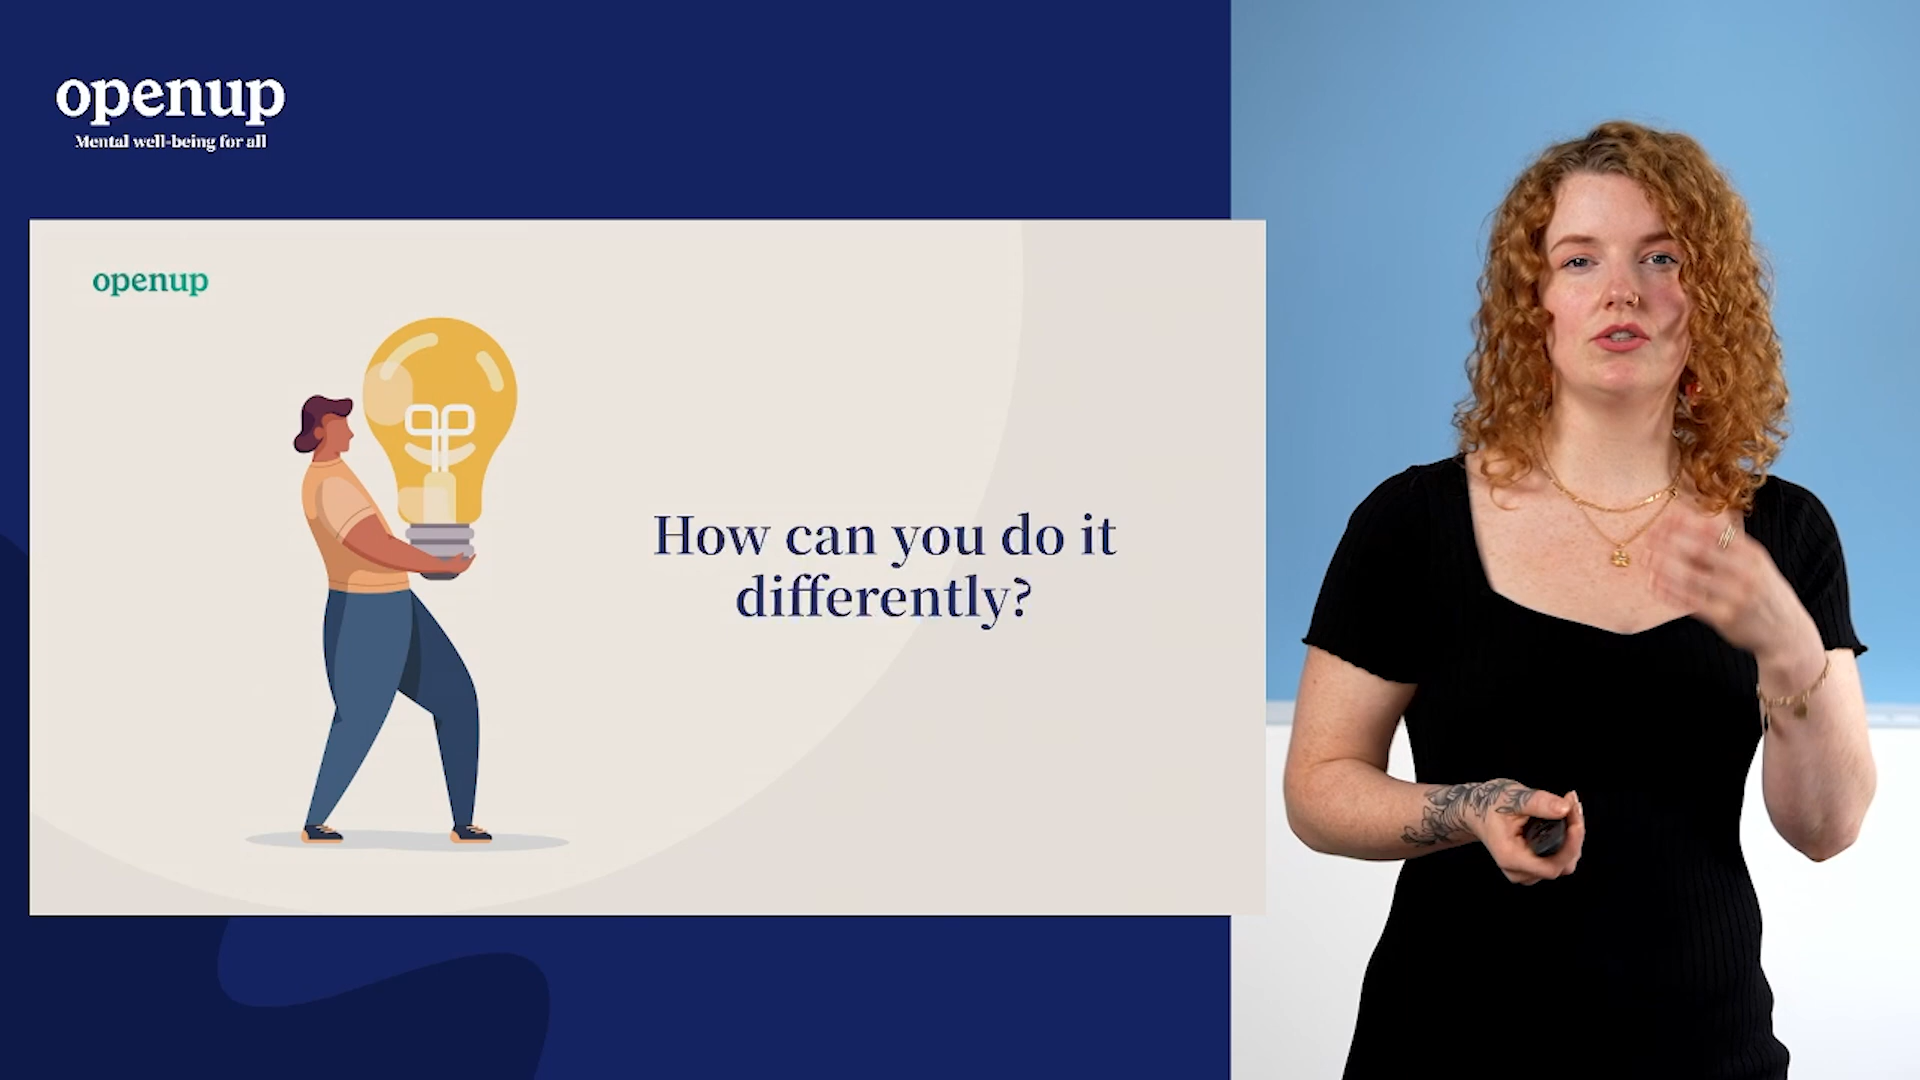 openup
Mental well-being for all
openup
How can you do it
differently?